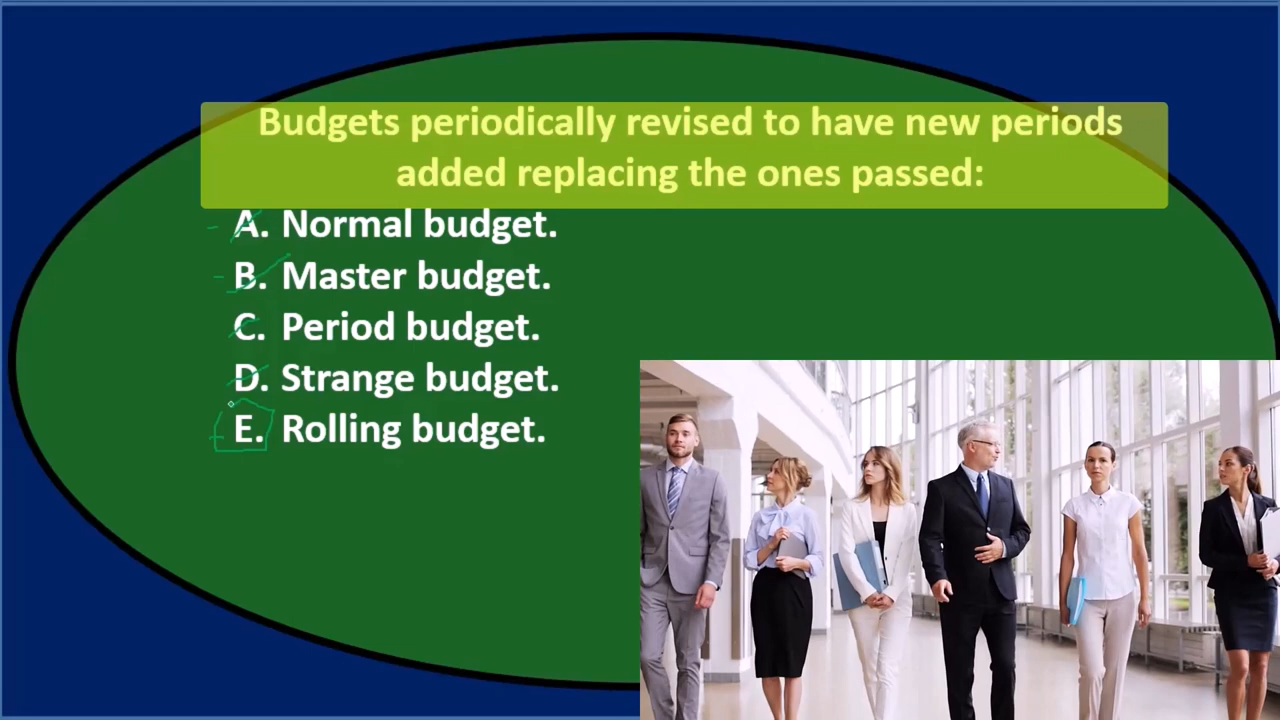 Budgets periodically revised to have new periods
added replacing the ones passed:
A. Normal budget.
B. Master budget.
C. Period budget.
D. Strange budget.
E. Rolling budget.